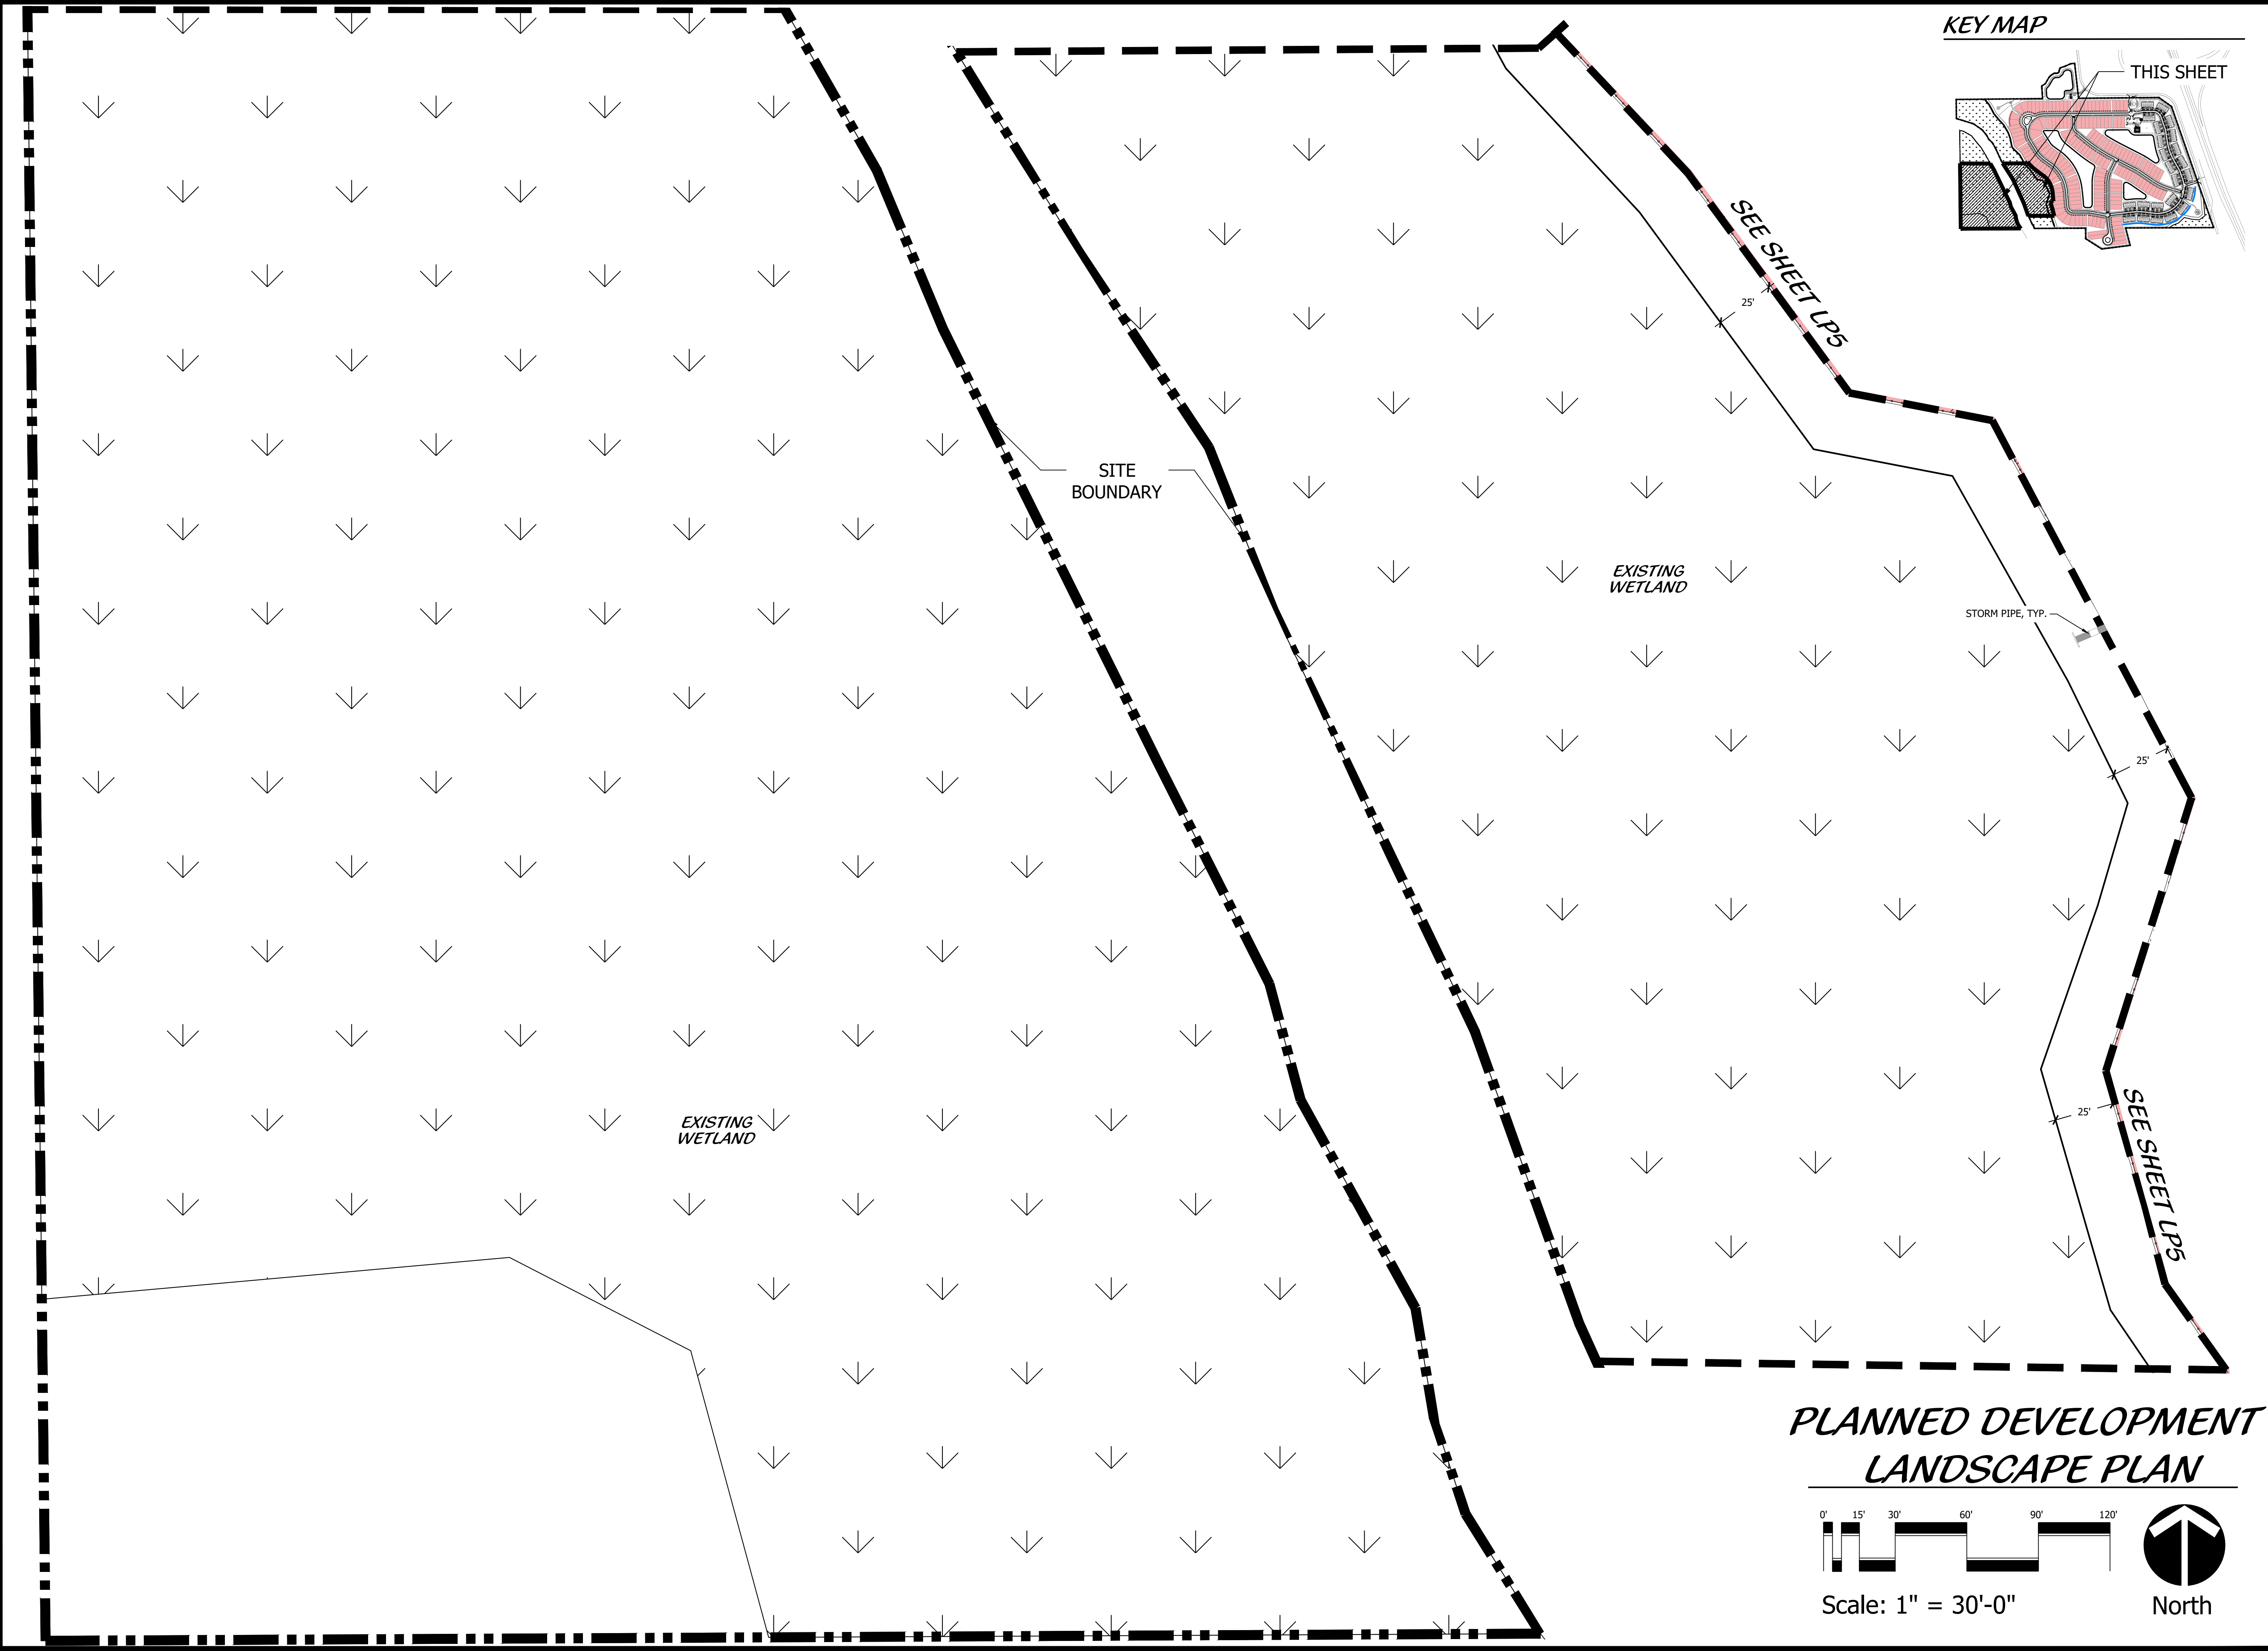 KEY MAP
THIS SHEET
SEE SHEET LP5
25'
SITE
BOUNDARY
EXISTING
WETLAND
STORM PIPE, TYP.
25'
25'
SEE SHEET LP5
EXISTING
WETLAND
PLANNED DEVELOPMENT
LANDSCAPE PLAN
0' 15' 30' 60' 90' 120'
Scale: 1" = 30'-0"
North